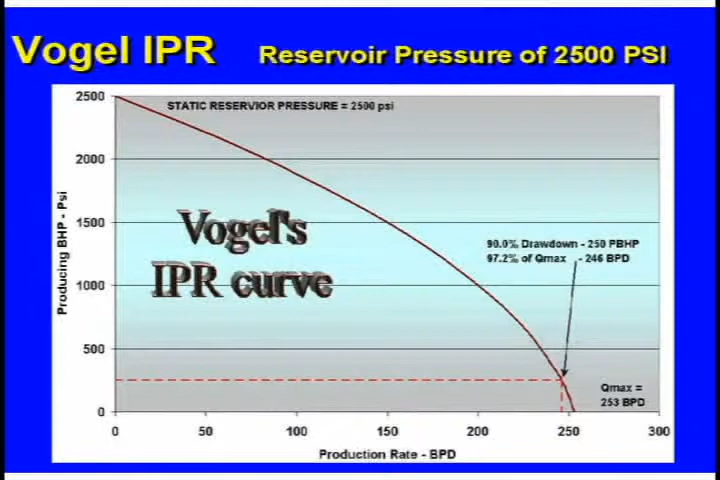 Vogel IPR Reservoir Pressure of 2500 PSI
2500
STATIC RESERVIOR PRESSURE = 2500 psi
2000
Producing BHP - Psi
Vogel's
IPR curve
1500
90.0% Drawdown - 250 PBHP
97.2% of Qmax - 246 BPD
1000
500
Qmax =
253 BPD
0
0 50 100 150 200 250 300
Production Rate - BPD